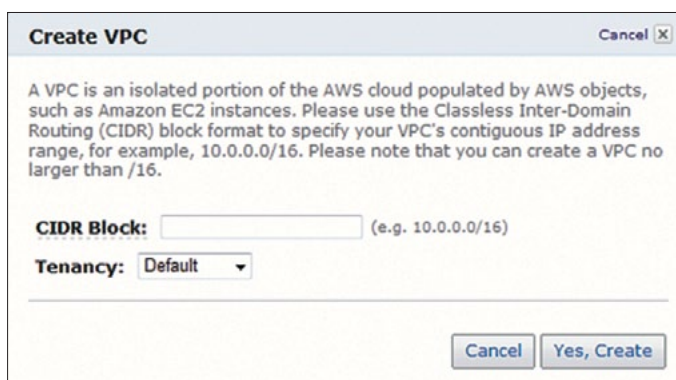 Create VPC
Cancel X
A VPC is an isolated portion of the AWS cloud populated by AWS objects,
such as Amazon EC2 instances. Please use the Classless Inter-Domain
Routing (CIDR) block format to specify your VPC's contiguous IP address
range, for example, 10.0.0.0/16. Please note that you can create a VPC no
larger than /16.
CIDR Block: (e.g. 10.0.0.0/16)
Tenancy: Default
Cancel Yes, Create